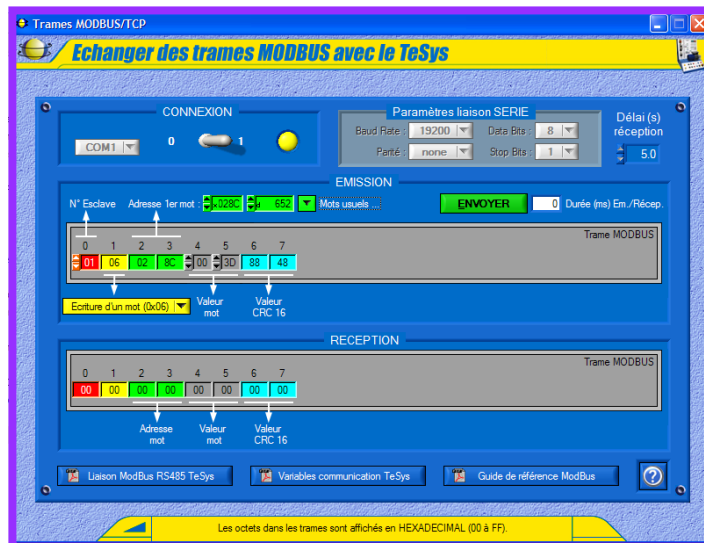 Trames MODBUS/TCP
Echanger des trames MODBUS avec le TeSys
CONNEXION
COM1 0 1
Paramètres liaison SERIE
Baud Rate : 19200 Data Bits : 8
Parité : none Stop Bits : 1
Délai (s)
réception
5.0
EMISSION
N° Esclave Adresse 1er mot : x028C d 652 Mots usuels ... ENVOYER 0 Durée (ms) Em./Récep.
Trame MODBUS
0 1 2 3 4 5 6 7
01 06 02 8C 00 3D 88 48
Ecriture d'un mot (0x06) Valeur mot Valeur CRC 16
RECEPTION
Trame MODBUS
0 1 2 3 4 5 6 7
00 00 00 00 00 00 00 00
Adresse mot Valeur mot Valeur CRC 16
Liaison ModBus RS485 TeSys Variables communication TeSys Guide de référence ModBus ?
Les octets dans les trames sont affichés en HEXADECIMAL (00 à FF).